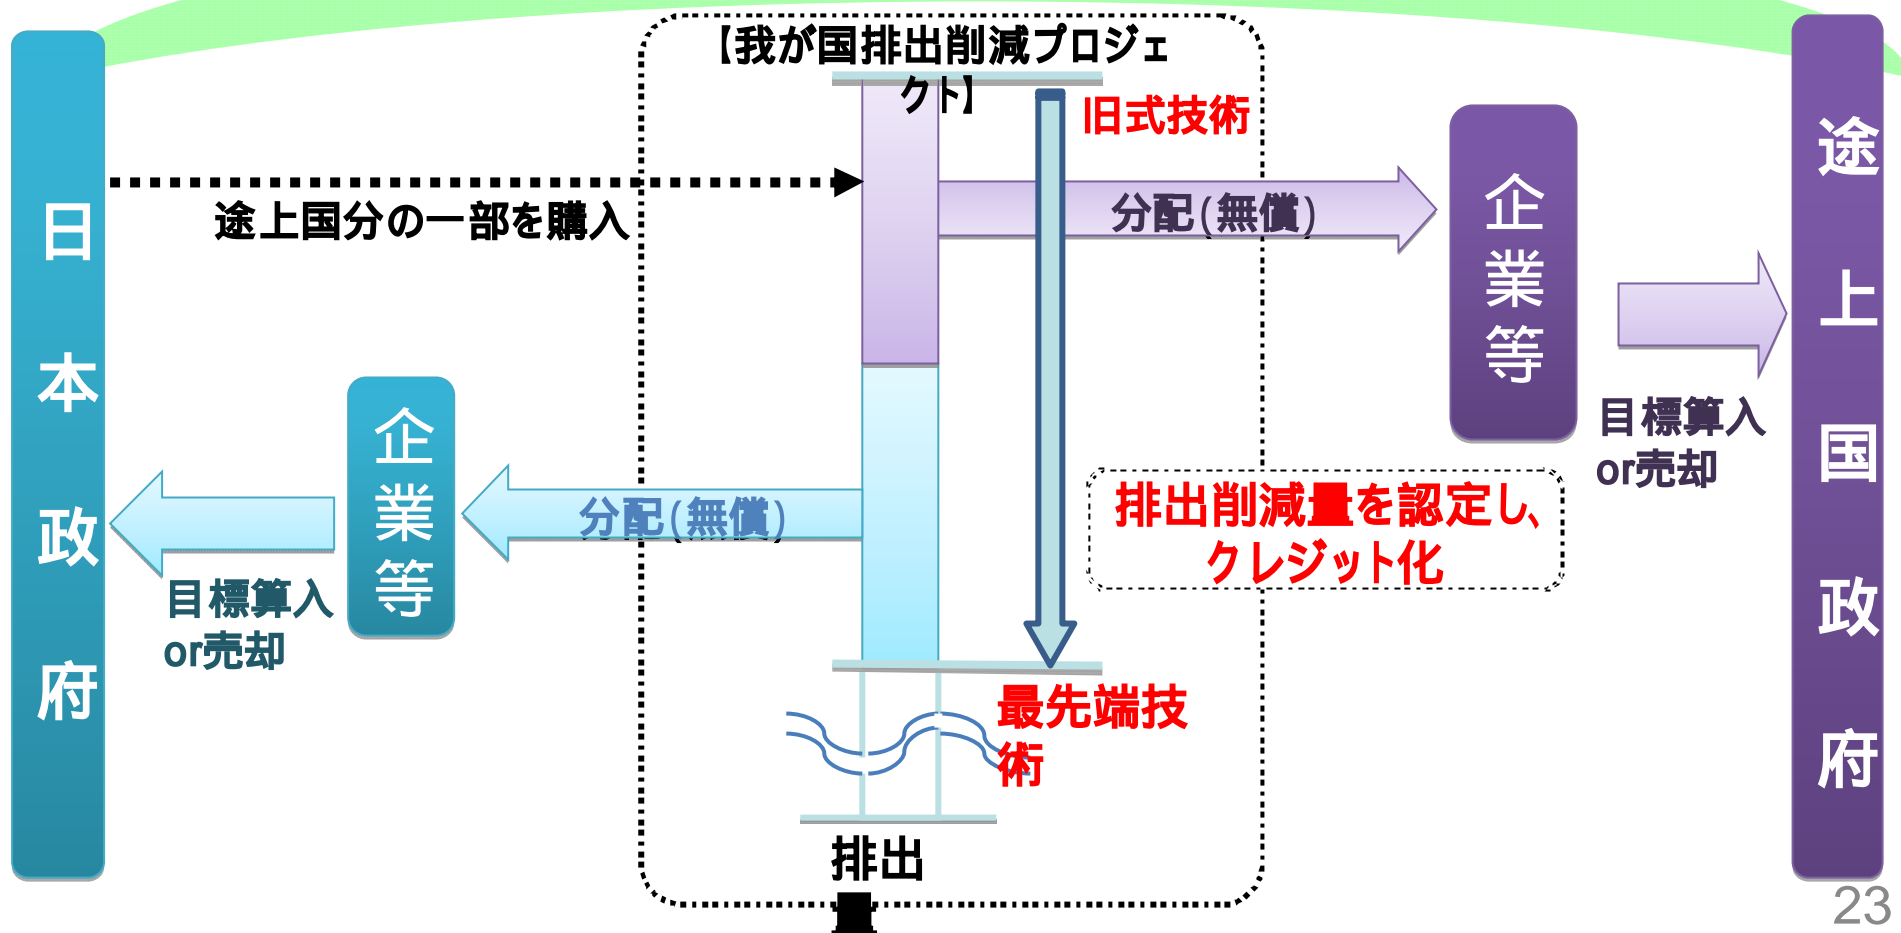 【我が国排出削減プロジェ
クト】
旧式技術
途上国分の一部を購入
分配(無償)
企業等
途上国政府
日本政府
目標算入
or売却
企業等
分配(無償)
排出削減量を認定し、
クレジット化
目標算入
or売却
最先端技
術
排出
量
23